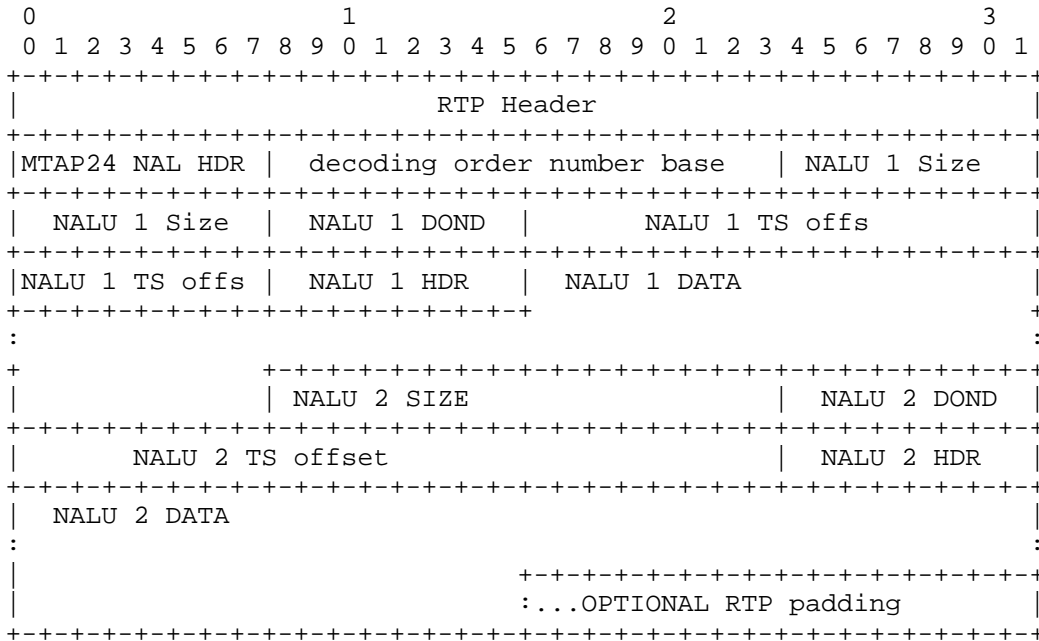 0 1 2 3
0 1 2 3 4 5 6 7 8 9 0 1 2 3 4 5 6 7 8 9 0 1 2 3 4 5 6 7 8 9 0 1
+-+-+-+-+-+-+-+-+-+-+-+-+-+-+-+-+-+-+-+-+-+-+-+-+-+-+-+-+-+-+-+-+
| RTP Header |
+-+-+-+-+-+-+-+-+-+-+-+-+-+-+-+-+-+-+-+-+-+-+-+-+-+-+-+-+-+-+-+-+
|MTAP24 NAL HDR | decoding order number base | NALU 1 Size |
+-+-+-+-+-+-+-+-+-+-+-+-+-+-+-+-+-+-+-+-+-+-+-+-+-+-+-+-+-+-+-+-+
| NALU 1 Size | NALU 1 DOND | NALU 1 TS offs |
+-+-+-+-+-+-+-+-+-+-+-+-+-+-+-+-+-+-+-+-+-+-+-+-+-+-+-+-+-+-+-+-+
|NALU 1 TS offs | NALU 1 HDR | NALU 1 DATA |
+-+-+-+-+-+-+-+-+-+-+-+-+-+-+-+-+ +
: :
+ +-+-+-+-+-+-+-+-+-+-+-+-+-+-+-+-+-+-+-+-+-+-+-+-+
| | NALU 2 SIZE | NALU 2 DOND |
+-+-+-+-+-+-+-+-+-+-+-+-+-+-+-+-+-+-+-+-+-+-+-+-+-+-+-+-+-+-+-+-+
| NALU 2 TS offset | NALU 2 HDR |
+-+-+-+-+-+-+-+-+-+-+-+-+-+-+-+-+-+-+-+-+-+-+-+-+-+-+-+-+-+-+-+-+
| NALU 2 DATA |
: :
| +-+-+-+-+-+-+-+-+-+-+-+-+-+-+-+-+
| :...OPTIONAL RTP padding |
+-+-+-+-+-+-+-+-+-+-+-+-+-+-+-+-+-+-+-+-+-+-+-+-+-+-+-+-+-+-+-+-+